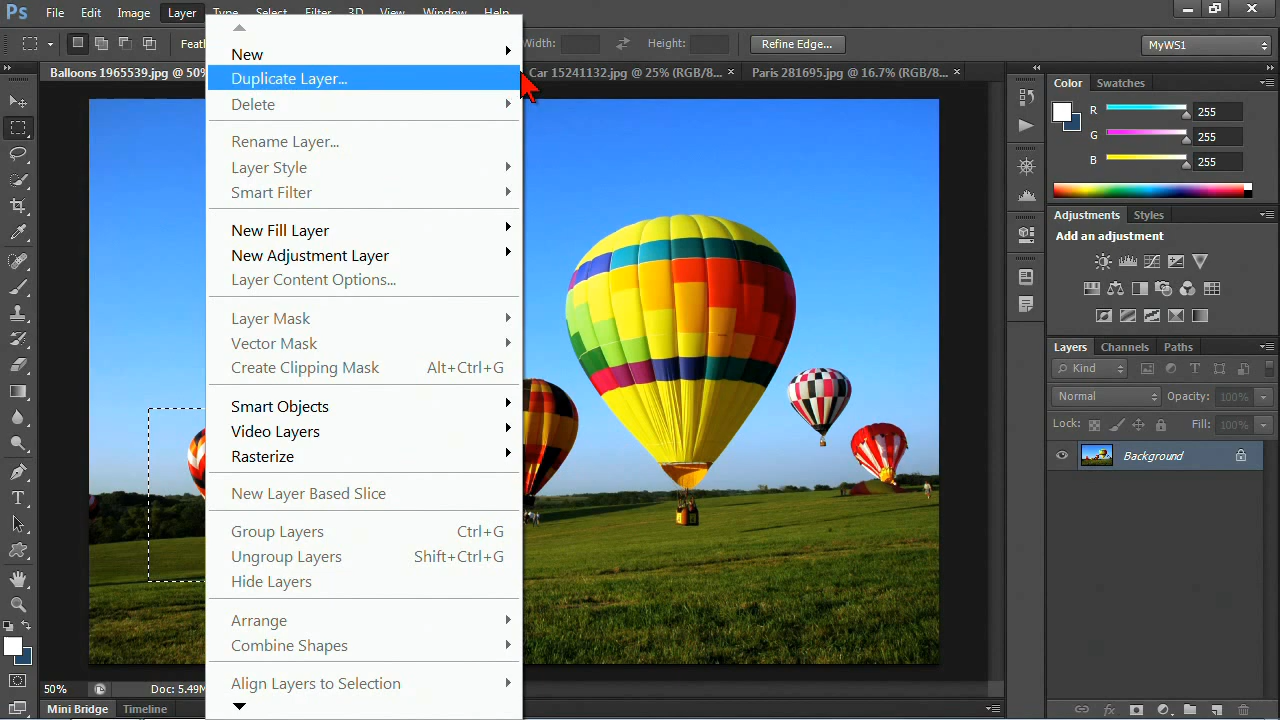 Ps File Edit Image Layer Type Select Filter 3D View Window Help
Width: Height: Refine Edge... MyWS1
Balloons 1965539.jpg @ 50% Car 15241132.jpg @ 25% (RGB/8... × Paris 281695.jpg @ 16.7% (RGB/8... ×
New
Duplicate Layer...
Delete
Rename Layer...
Layer Style
Smart Filter
New Fill Layer
New Adjustment Layer
Layer Content Options...
Layer Mask
Vector Mask
Create Clipping Mask Alt+Ctrl+G
Smart Objects
Video Layers
Rasterize
New Layer Based Slice
Group Layers Ctrl+G
Ungroup Layers Shift+Ctrl+G
Hide Layers
Arrange
Combine Shapes
Align Layers to Selection
Color Swatches
R 255
G 255
B 255
Adjustments Styles
Add an adjustment
Layers Channels Paths
Kind
Normal Opacity: 100%
Lock: Fill: 100%
Background
50% Doc: 5.49M
Mini Bridge Timeline